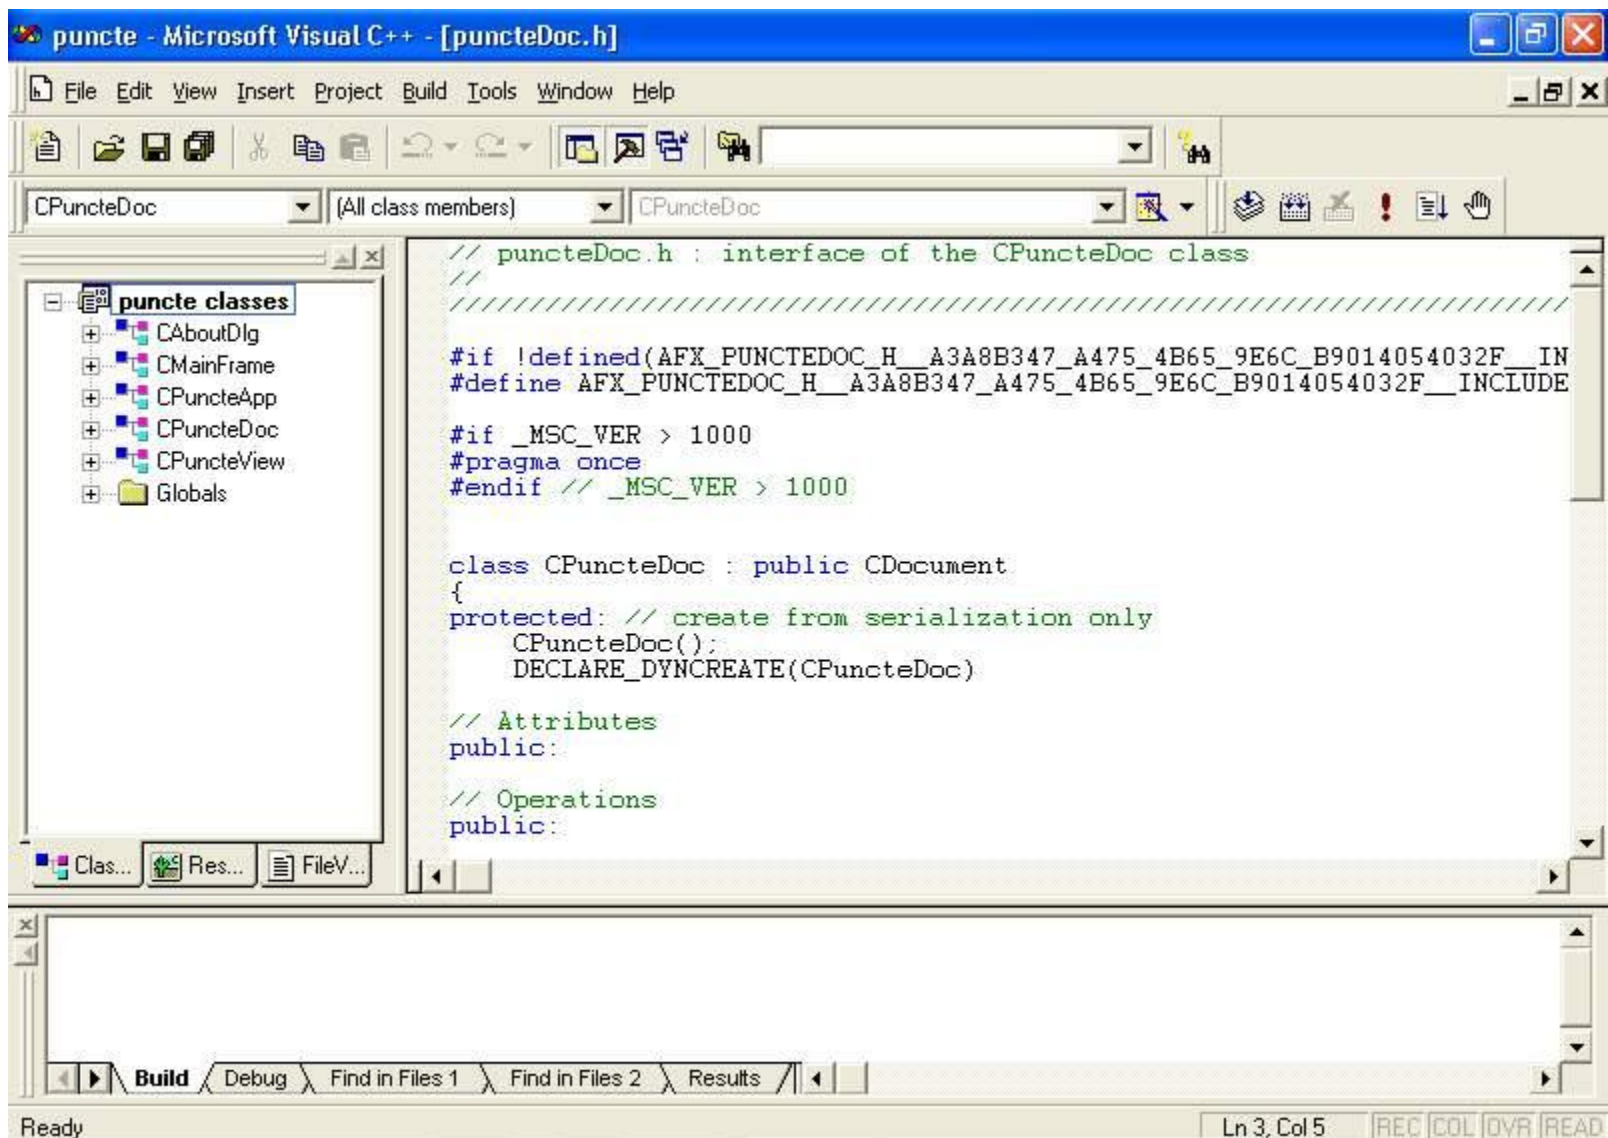 puncte - Microsoft Visual C++ - [puncteDoc.h]
File Edit View Insert Project Build Tools Window Help
CPuncteDoc (All class members) CPuncteDoc
puncte classes
CAboutDlg
CMainFrame
CPuncteApp
CPuncteDoc
CPuncteView
Globals
Clas... Res... FileV...
// puncteDoc.h : interface of the CPuncteDoc class
//
/////////////////////////////////////////////////////////////////////////////
#if !defined(AFX_PUNCTEDOC_H__A3A8B347_A475_4B65_9E6C_B9014054032F__IN
#define AFX_PUNCTEDOC_H__A3A8B347_A475_4B65_9E6C_B9014054032F__INCLUDE
#if _MSC_VER > 1000
#pragma once
#endif // _MSC_VER > 1000
class CPuncteDoc : public CDocument
{
protected: // create from serialization only
CPuncteDoc();
DECLARE_DYNCREATE(CPuncteDoc)
// Attributes
public:
// Operations
public:
Build Debug Find in Files 1 Find in Files 2 Results
Ready Ln 3, Col 5 REC COL OVR READ